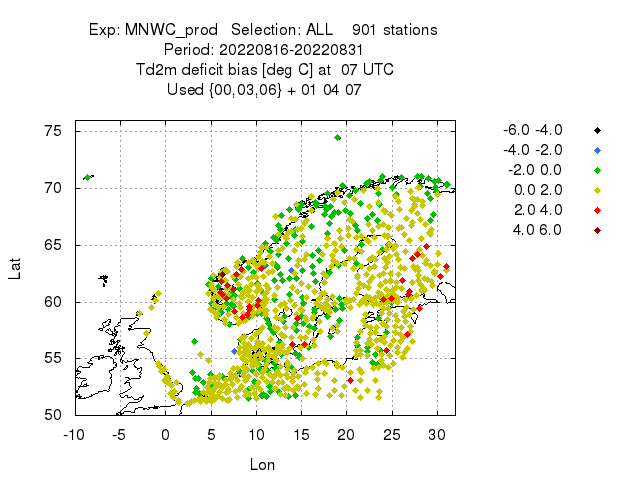 Exp: MNWC_prod   Selection: ALL    901 stations
Period: 20220816-20220831
Td2m deficit bias [deg C] at  07 UTC
Used {00,03,06} + 01 04 07
-6.0 -4.0
-4.0 -2.0
-2.0 0.0
0.0 2.0
2.0 4.0
4.0 6.0
75
70
65
60
55
50
Lat
-10 -5 0 5 10 15 20 25 30
Lon